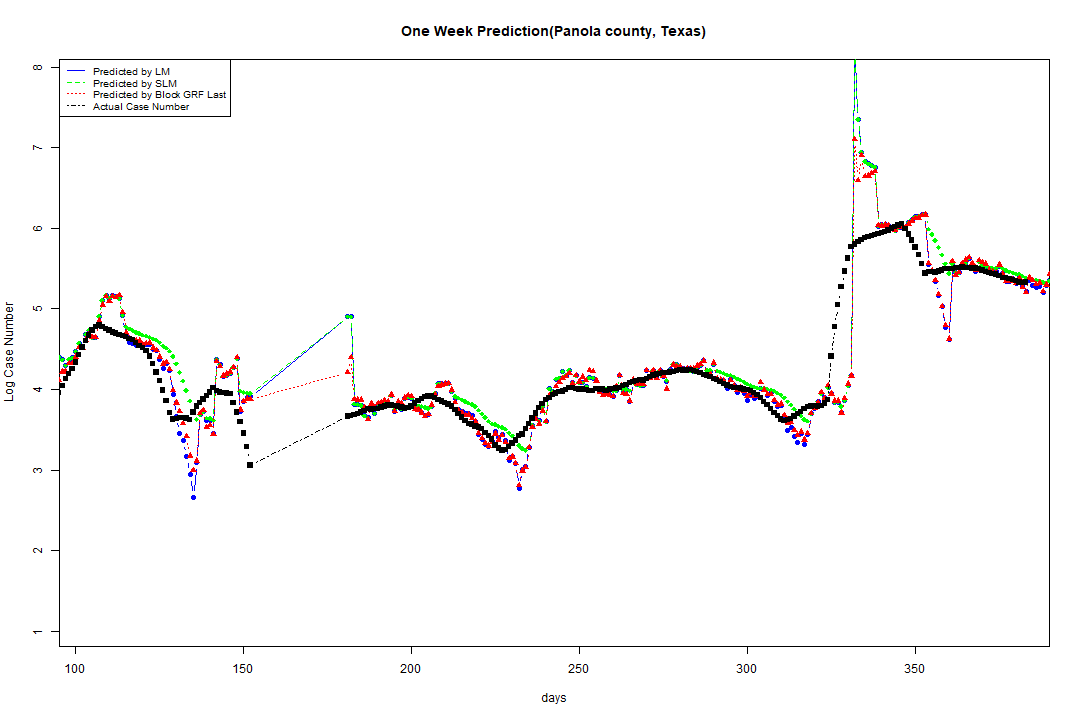 One Week Prediction(Panola county, Texas)
Predicted by LM
Predicted by SLM
Predicted by Block GRF Last
Actual Case Number
8
7
6
5
4
3
2
1
Log Case Number
100 150 200 250 300 350
days